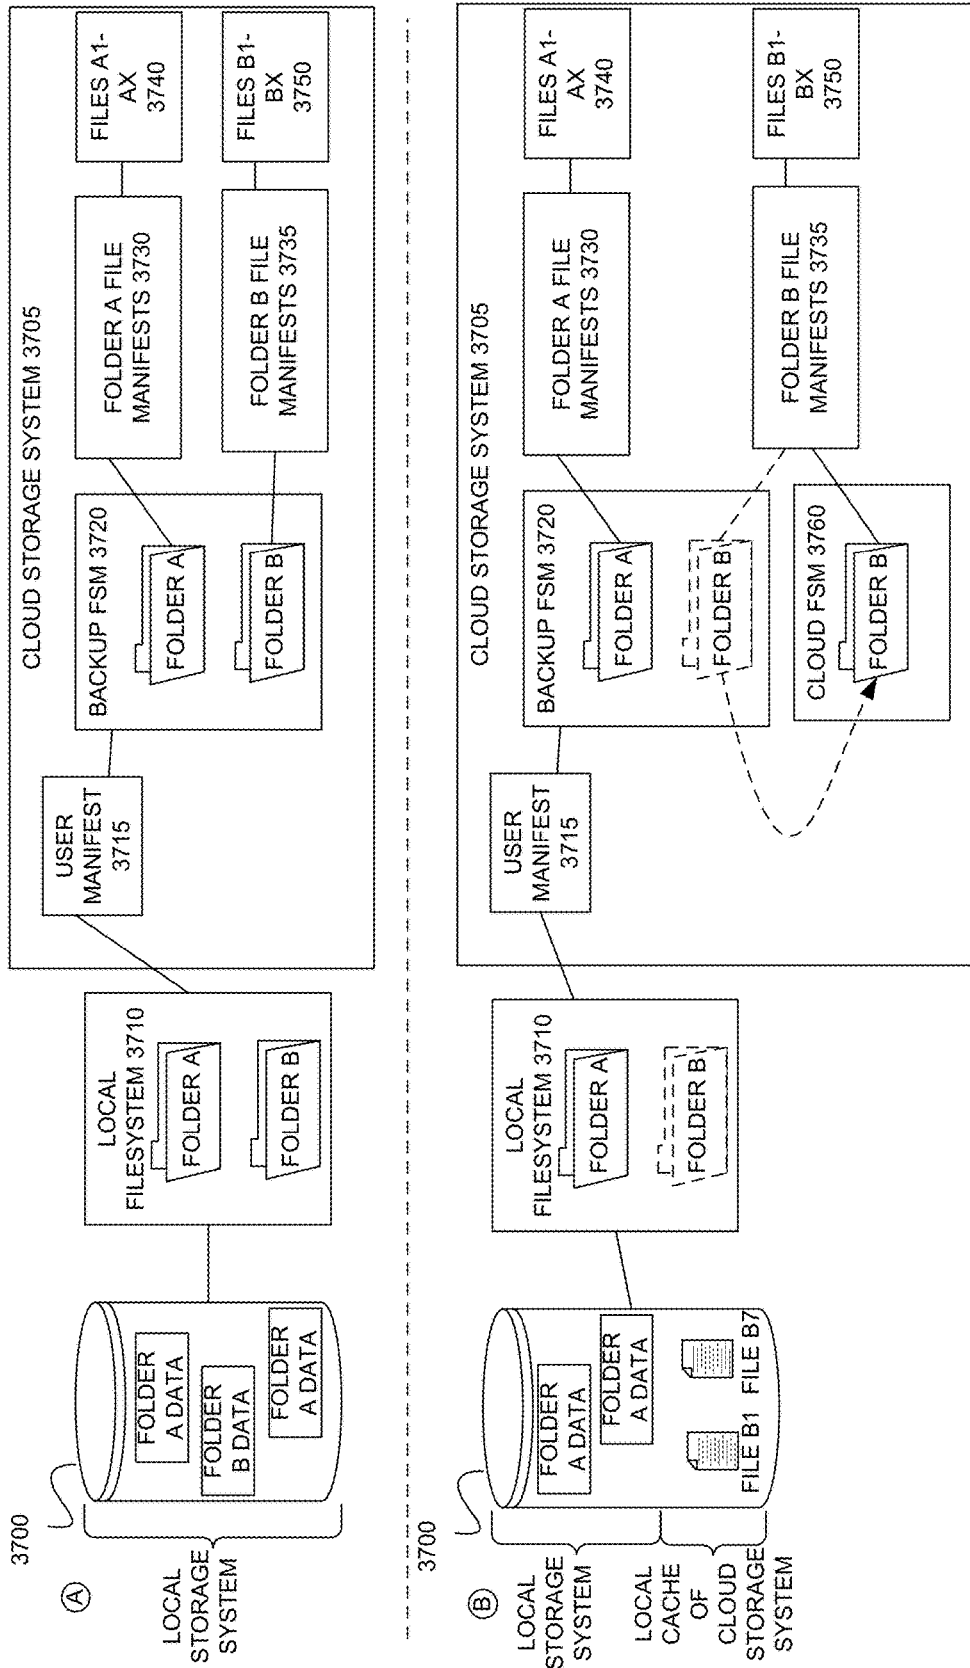 3700
A
LOCAL
STORAGE
SYSTEM
FOLDER
A DATA
FOLDER
B DATA
FOLDER
A DATA
LOCAL
FILESYSTEM 3710
FOLDER A
FOLDER B
CLOUD STORAGE SYSTEM 3705
USER
MANIFEST
3715
BACKUP FSM 3720
FOLDER A
FOLDER B
FOLDER A FILE
MANIFESTS 3730
FOLDER B FILE
MANIFESTS 3735
FILES A1-
AX
3740
FILES B1-
BX
3750
3700
B
LOCAL
STORAGE
SYSTEM
LOCAL
CACHE
OF
CLOUD
STORAGE
SYSTEM
FOLDER
A DATA
FOLDER
A DATA
FILE B1
FILE B7
LOCAL
FILESYSTEM 3710
FOLDER A
FOLDER B
CLOUD STORAGE SYSTEM 3705
USER
MANIFEST
3715
BACKUP FSM 3720
FOLDER A
FOLDER B
CLOUD FSM 3760
FOLDER B
FOLDER A FILE
MANIFESTS 3730
FOLDER B FILE
MANIFESTS 3735
FILES A1-
AX
3740
FILES B1-
BX
3750